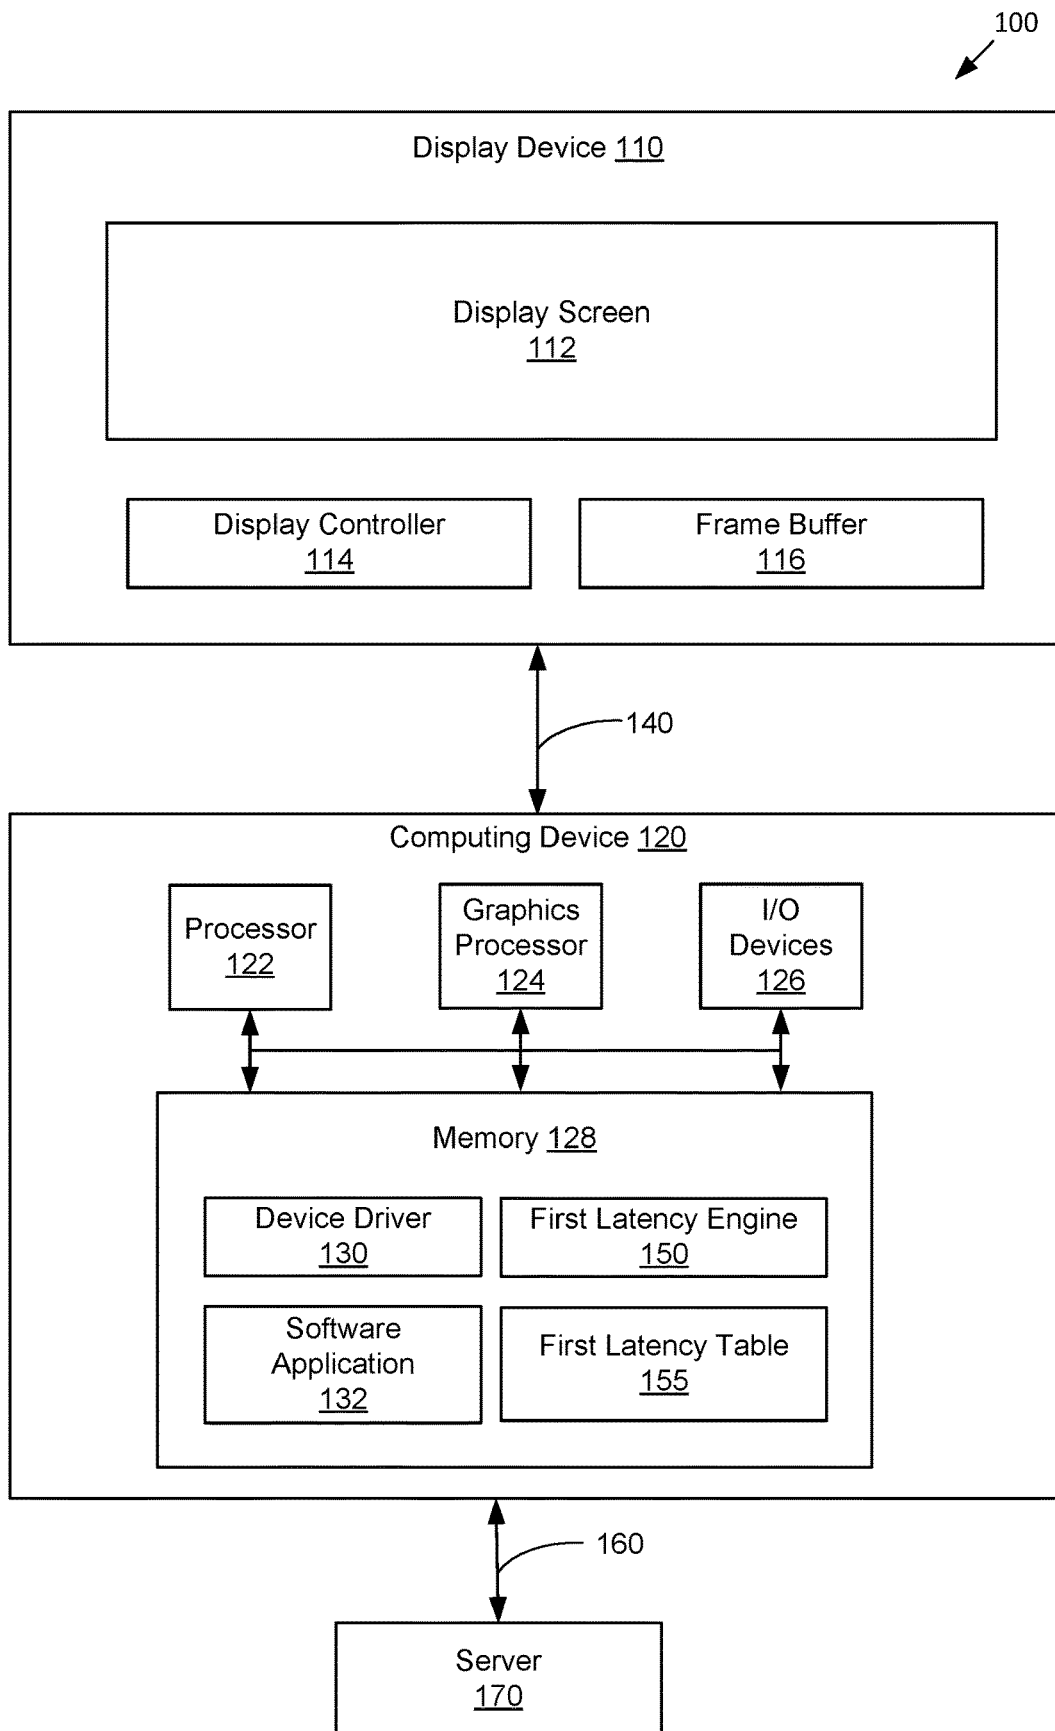 100
Display Device 110
Display Screen
112
Display Controller
114
Frame Buffer
116
140
Computing Device 120
Processor
122
Graphics
Processor
124
I/O
Devices
126
Memory 128
Device Driver
130
First Latency Engine
150
Software
Application
132
First Latency Table
155
160
Server
170